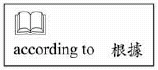 according to 根據